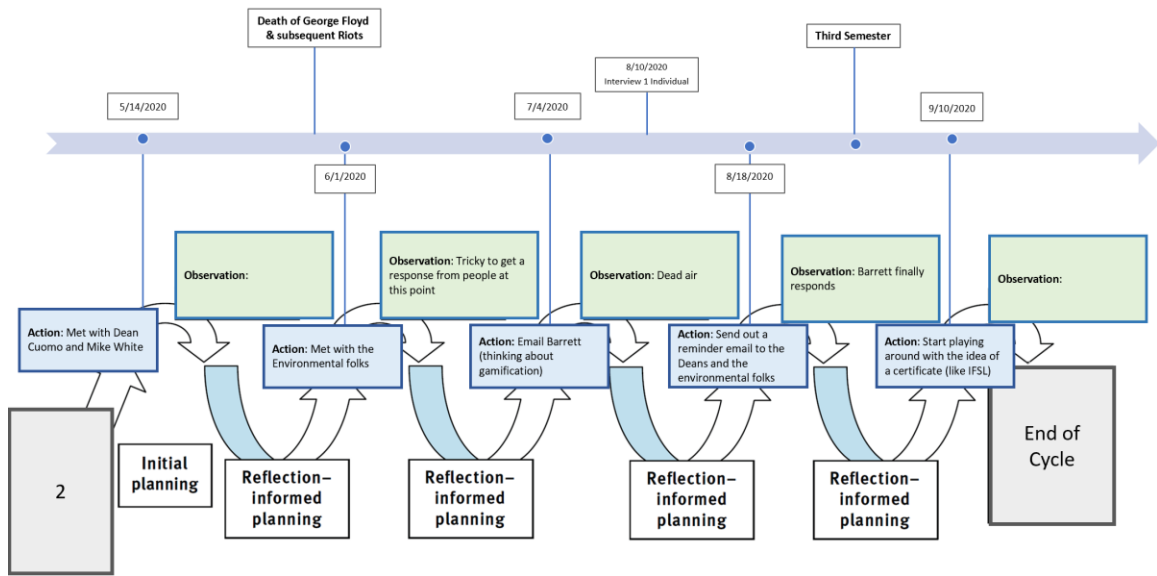 Death of George Floyd
& subsequent Riots
Third Semester
8/10/2020
Interview 1 Individual
5/14/2020
7/4/2020
9/10/2020
6/1/2020
8/18/2020
Observation:
Observation: Tricky to get a
response from people at
this point
Observation: Dead air
Observation: Barrett finally
responds
Observation:
Action: Met with Dean
Cuomo and Mike White
Action: Met with the
Environmental folks
Action: Email Barrett
(thinking about
gamification)
Action: Send out a
reminder email to the
Deans and the
environmental folks
Action: Start playing
around with the idea of
a certificate (like IFSL)
2
Initial
planning
Reflection–
informed
planning
Reflection–
informed
planning
Reflection–
informed
planning
Reflection–
informed
planning
End of
Cycle